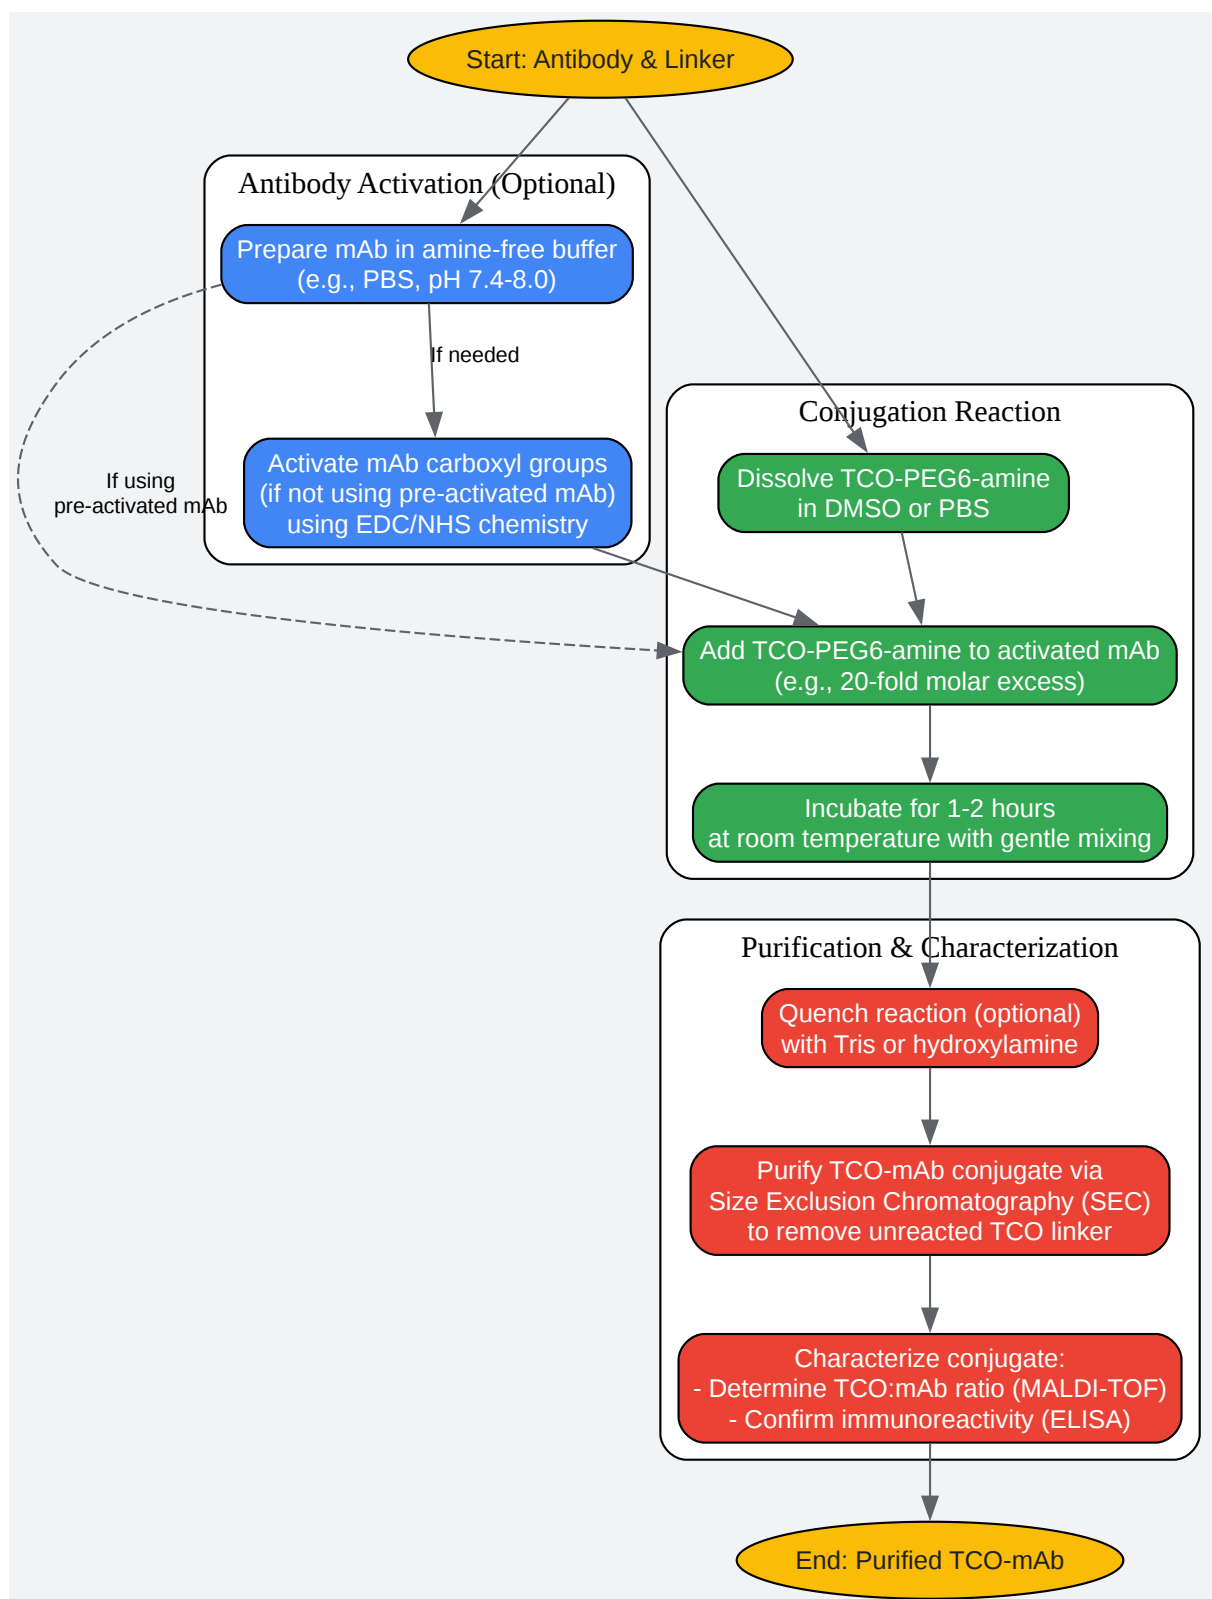 Start: Antibody & Linker
Antibody Activation (Optional)
Prepare mAb in amine-free buffer
(e.g., PBS, pH 7.4-8.0)
If needed
Conjugation Reaction
Activate mAb carboxyl groups
(if not using pre-activated mAb)
using EDC/NHS chemistry
If using
pre-activated mAb
Dissolve TCO-PEG6-amine
in DMSO or PBS
Add TCO-PEG6-amine to activated mAb
(e.g., 20-fold molar excess)
Incubate for 1-2 hours
at room temperature with gentle mixing
Purification & Characterization
Quench reaction (optional)
with Tris or hydroxylamine
Purify TCO-mAb conjugate via
Size Exclusion Chromatography (SEC)
to remove unreacted TCO linker
Characterize conjugate:
- Determine TCO:mAb ratio (MALDI-TOF)
- Confirm immunoreactivity (ELISA)
End: Purified TCO-mAb